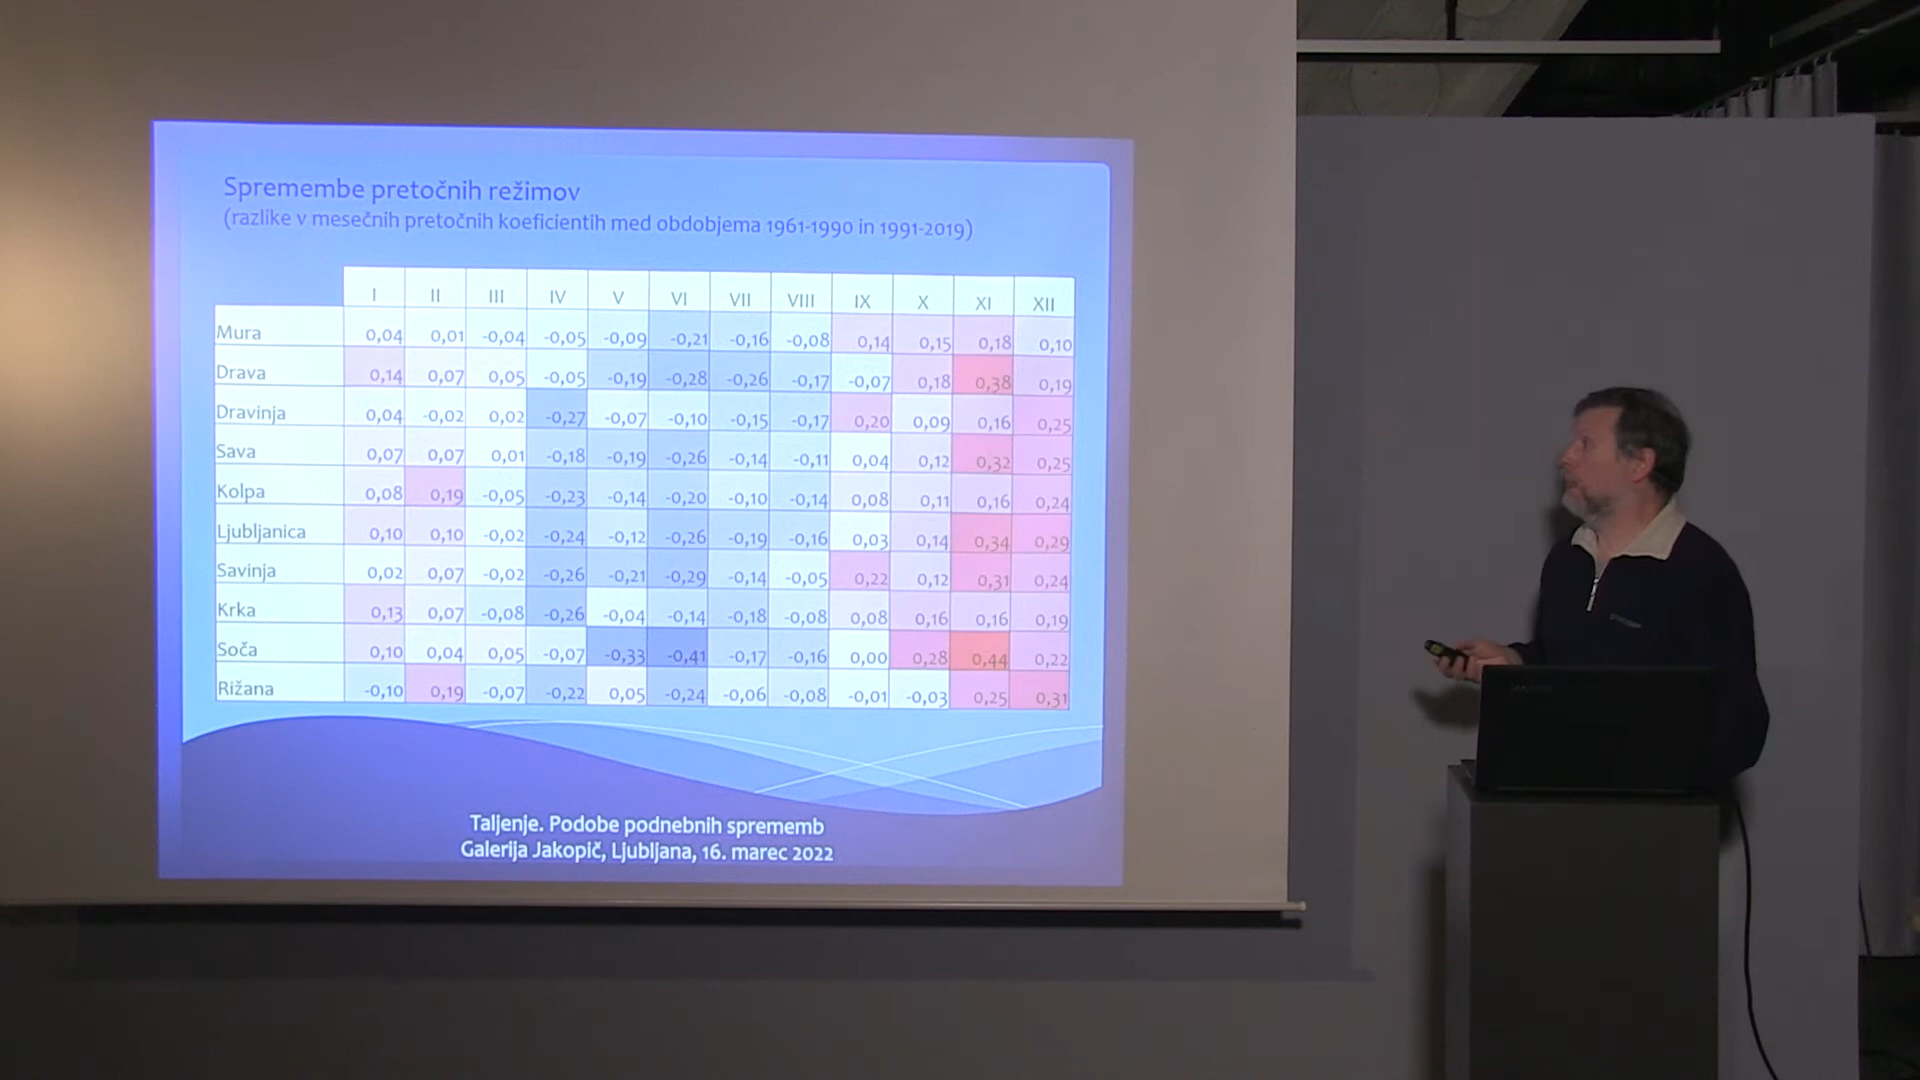 Spremembe pretočnih režimov
(razlike v mesečnih pretočnih koeficientih med obdobjema 1961-1990 in 1991-2019)
I II III IV V VI VII VIII IX X XI XII
Mura 0,04 0,01 -0,04 -0,05 -0,09 -0,21 -0,16 -0,08 0,14 0,15 0,18 0,10
Drava 0,14 0,07 0,05 -0,05 -0,19 -0,28 -0,26 -0,17 -0,07 0,18 0,38 0,19
Dravinja 0,04 -0,02 0,02 -0,27 -0,07 -0,10 -0,15 -0,17 0,20 0,09 0,16 0,25
Sava 0,07 0,07 0,01 -0,18 -0,19 -0,26 -0,14 -0,11 0,04 0,12 0,32 0,25
Kolpa 0,08 0,19 -0,05 -0,23 -0,14 -0,20 -0,10 -0,14 0,08 0,11 0,16 0,24
Ljubljanica 0,10 0,10 -0,02 -0,24 -0,12 -0,26 -0,19 -0,16 0,03 0,14 0,34 0,29
Savinja 0,02 0,07 -0,02 -0,26 -0,21 -0,29 -0,14 -0,05 0,22 0,12 0,31 0,24
Krka 0,13 0,07 -0,08 -0,26 -0,04 -0,14 -0,18 -0,08 0,08 0,16 0,16 0,19
Soča 0,10 0,04 0,05 -0,07 -0,33 -0,41 -0,17 -0,16 0,00 0,28 0,44 0,22
Rižana -0,10 0,19 -0,07 -0,22 0,05 -0,24 -0,06 -0,08 -0,01 -0,03 0,25 0,31
Taljenje. Podobe podnebnih sprememb
Galerija Jakopič, Ljubljana, 16. marec 2022